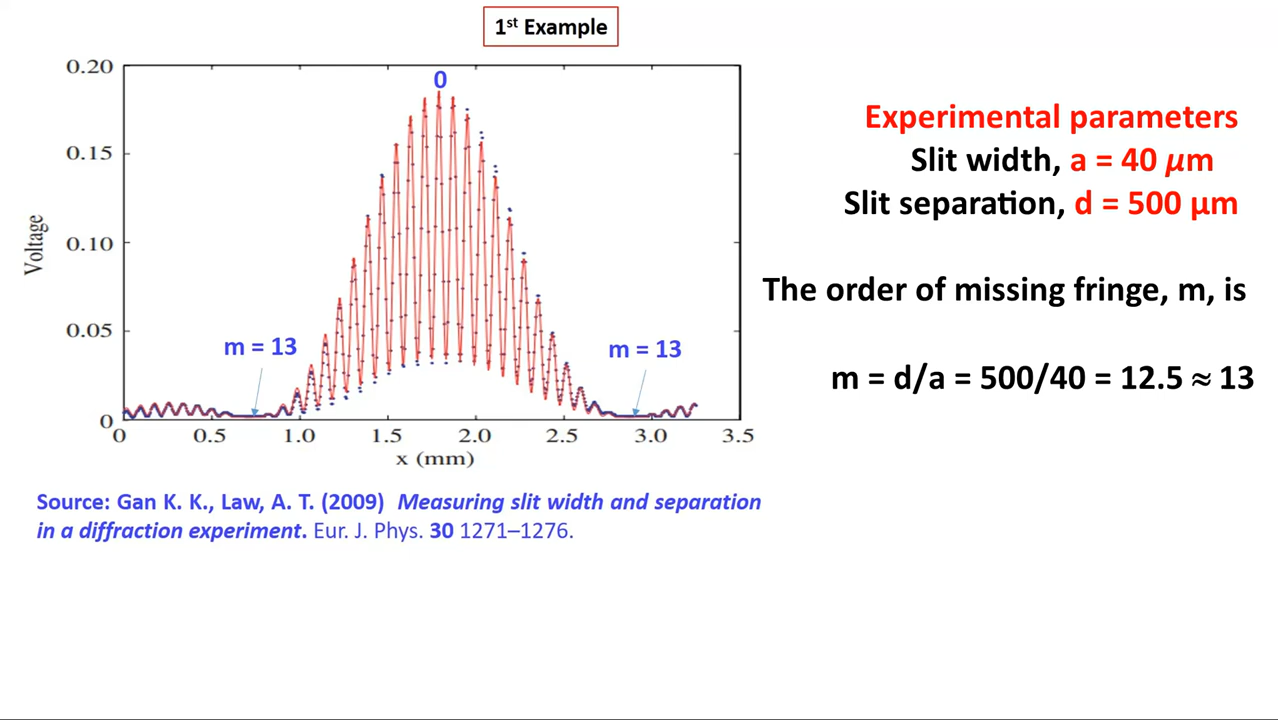 1st Example
0.20
0.15
0.10
0.05
0
Voltage
0
m = 13
m = 13
0 0.5 1.0 1.5 2.0 2.5 3.0 3.5
x (mm)
Source: Gan K. K., Law, A. T. (2009) Measuring slit width and separation
in a diffraction experiment. Eur. J. Phys. 30 1271–1276.
Experimental parameters
Slit width, a = 40 μm
Slit separation, d = 500 μm
The order of missing fringe, m, is
m = d/a = 500/40 = 12.5 ≈ 13